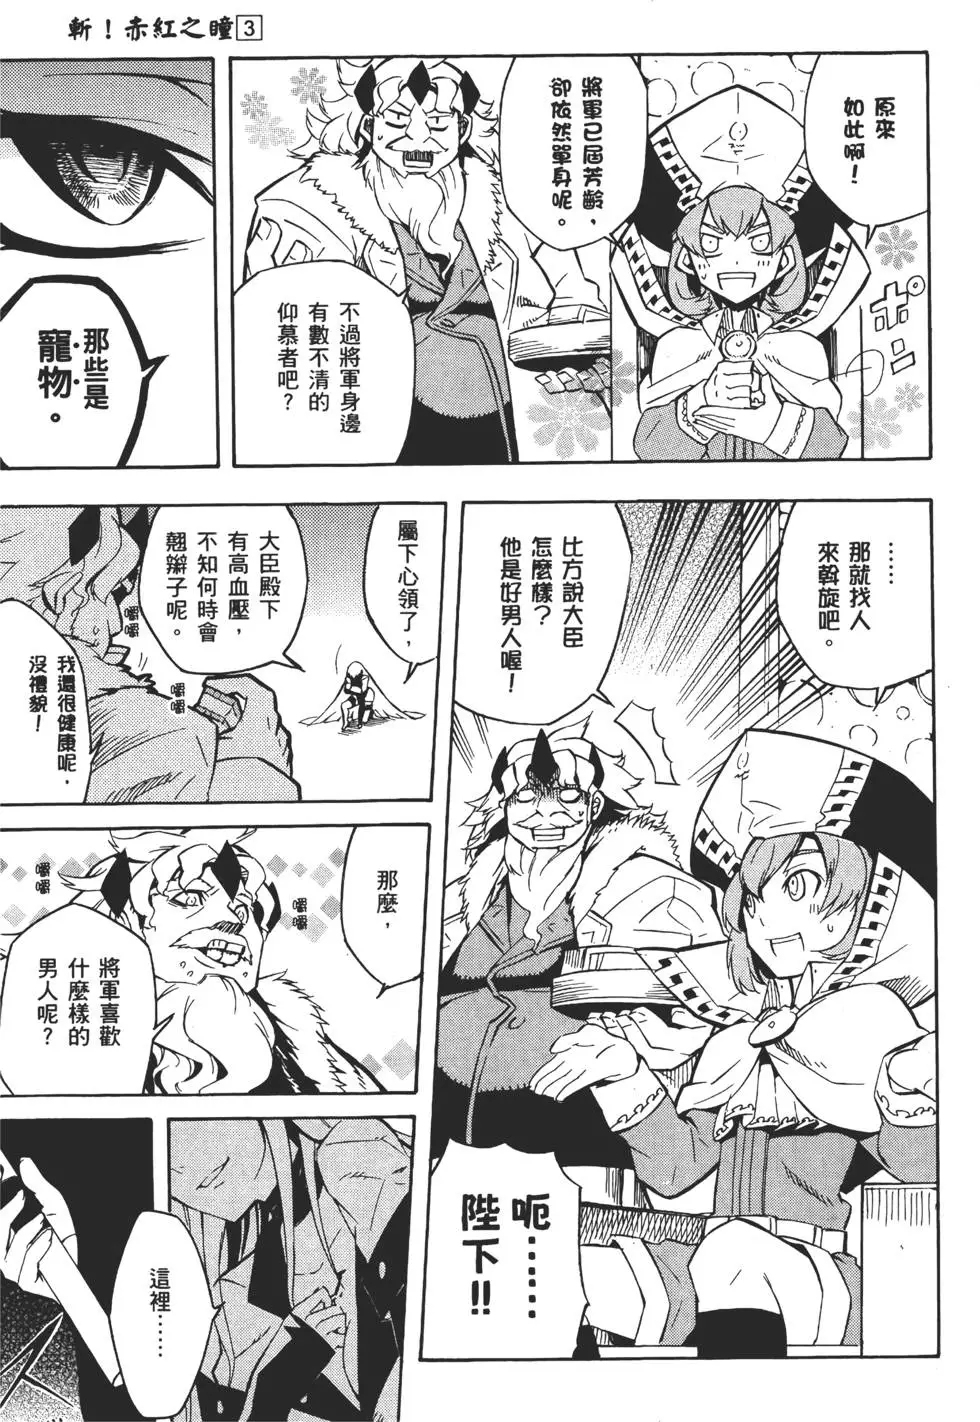 斬！赤紅之瞳3
原來
如此啊！
將軍已屆芳齡，
卻依然單身呢。
ポン
不過將軍身邊
有數不清的
仰慕者吧？
那些是
寵物。
……
那就找人
來斡旋吧。
比方說大臣
怎麼樣？
他是好男人喔！
呃……
陛下!!
屬下心領了，
大臣殿下
有高血壓，
不知何時會
翹辮子呢。
嚼嚼
嚼嚼
我還很健康呢，
沒禮貌！
那麼，
嚼嚼
嚼嚼
將軍喜歡
什麼樣的
男人呢？
這裡……